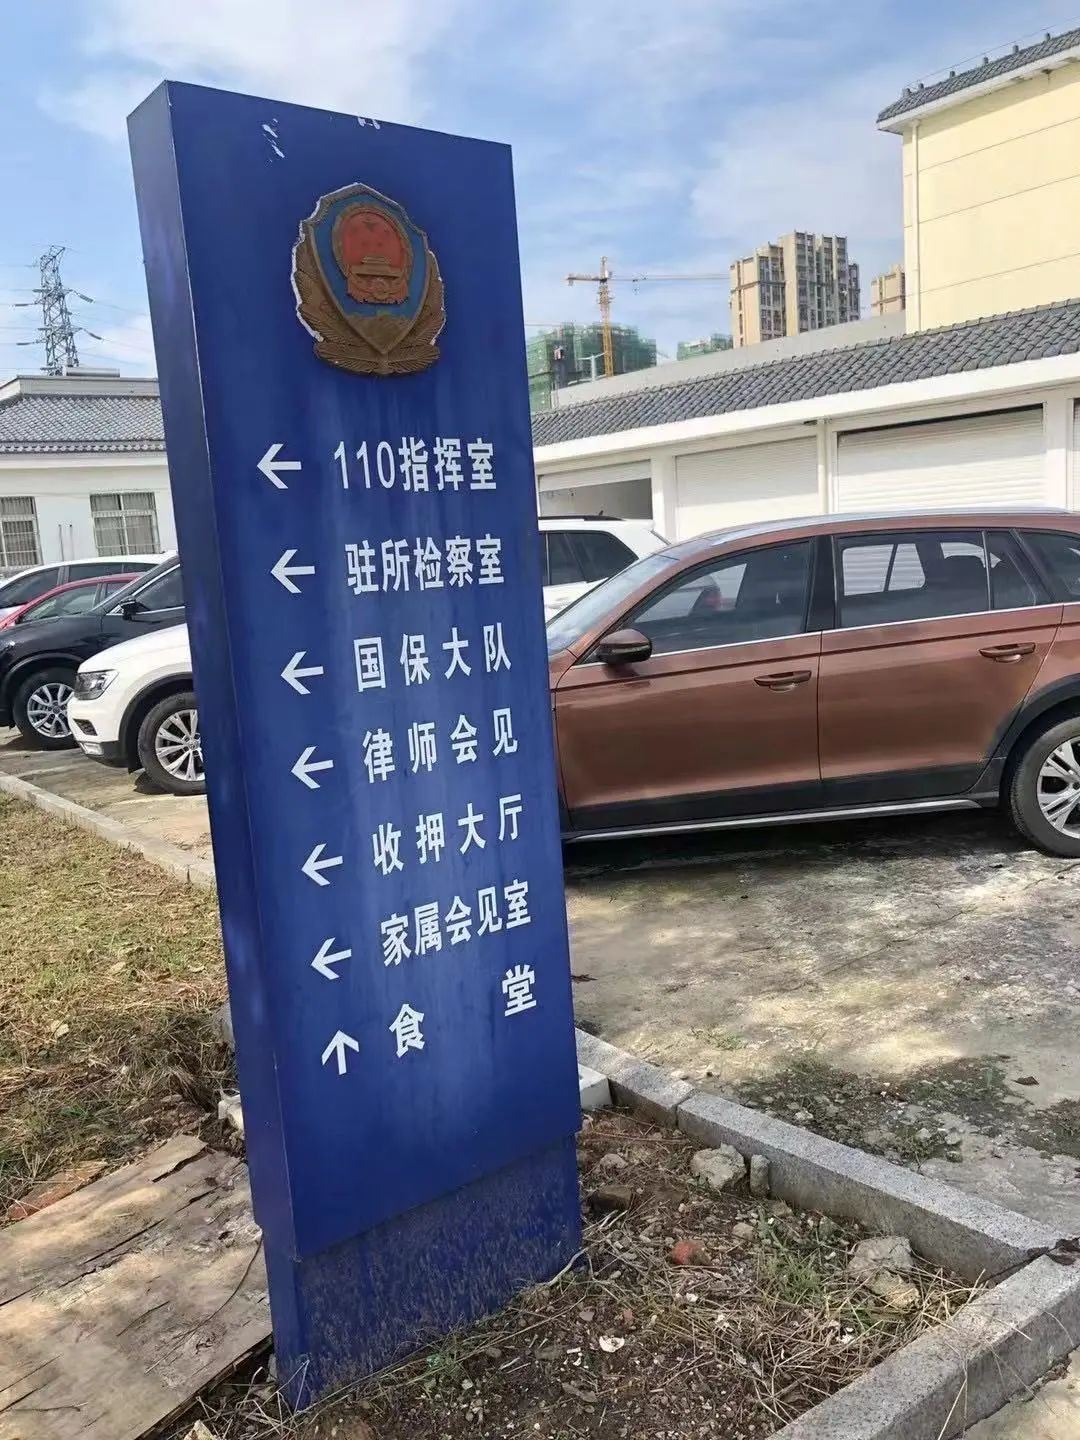 ← 110指挥室
← 驻所检察室
← 国保大队
← 律师会见
← 收押大厅
← 家属会见室
↑ 食堂